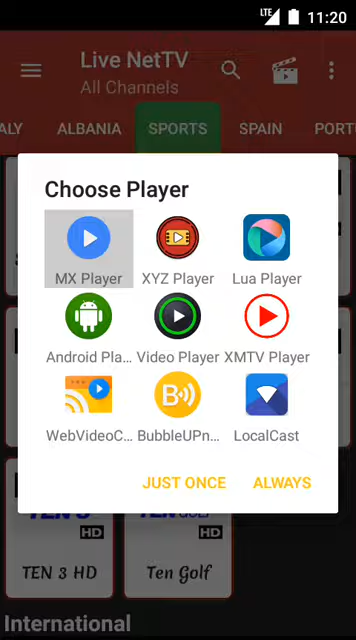 LTE 11:20
Live NetTV
All Channels
ALY ALBANIA SPORTS SPAIN PORT
Choose Player
MX Player XYZ Player Lua Player
Android Pla... Video Player XMTV Player
WebVideoC... BubbleUPn... LocalCast
JUST ONCE ALWAYS
HD HD
TEN 3 HD Ten Golf
International